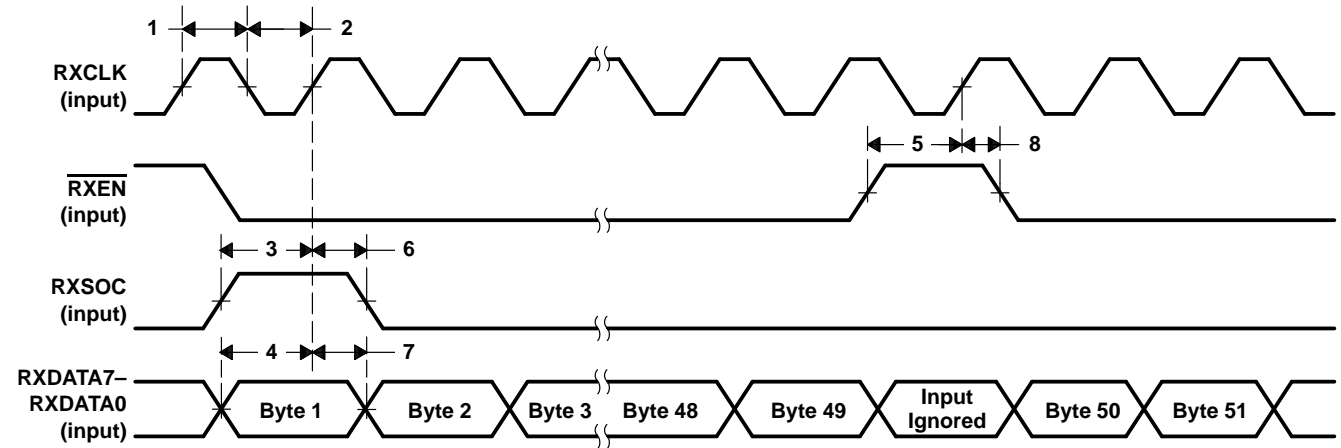 1 2
RXCLK
(input)
5 8
RXEN
(input)
3 6
RXSOC
(input)
4 7
RXDATA7–
RXDATA0
(input)
Byte 1 Byte 2 Byte 3 Byte 48 Byte 49 Input Ignored Byte 50 Byte 51